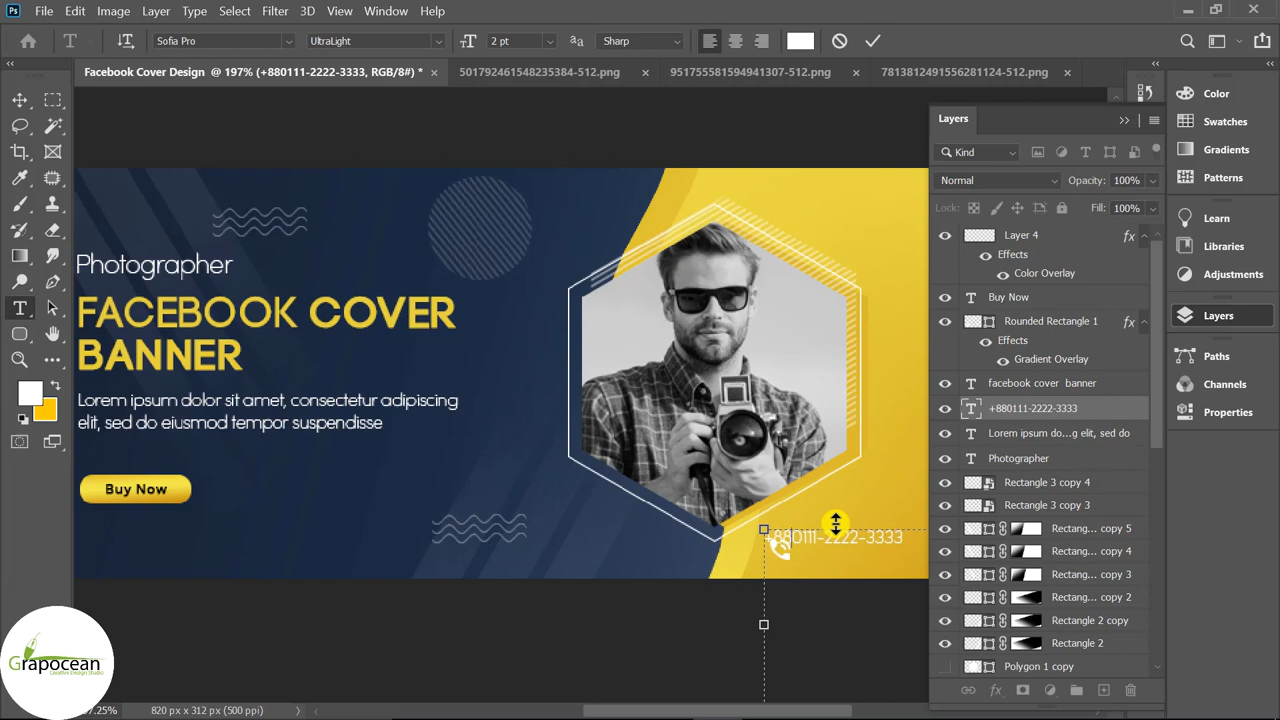 Ps File Edit Image Layer Type Select Filter 3D View Window Help
T Sofia Pro UltraLight 2 pt aa Sharp
Facebook Cover Design @ 197% (+880111-2222-3333, RGB/8#) * × 501792461548235384-512.png × 951755581594941307-512.png × 7813812491556281124-512.png ×
Photographer
FACEBOOK COVER
BANNER
Lorem ipsum dolor sit amet, consectetur adipiscing
elit, sed do eiusmod tempor suspendisse
Buy Now
+880111-2222-3333
Layers
Kind
Normal Opacity: 100%
Lock: Fill: 100%
Layer 4 fx
Effects
Color Overlay
Buy Now
Rounded Rectangle 1 fx
Effects
Gradient Overlay
facebook cover banner
+880111-2222-3333
Lorem ipsum do...g elit, sed do
Photographer
Rectangle 3 copy 4
Rectangle 3 copy 3
Rectang... copy 5
Rectang... copy 4
Rectang... copy 3
Rectang... copy 2
Rectangle 2 copy
Rectangle 2
Polygon 1 copy
fx
Color
Swatches
Gradients
Patterns
Learn
Libraries
Adjustments
Layers
Paths
Channels
Properties
Grapocean
Creative Design Studio
7.25% 820 px x 312 px (500 ppi)